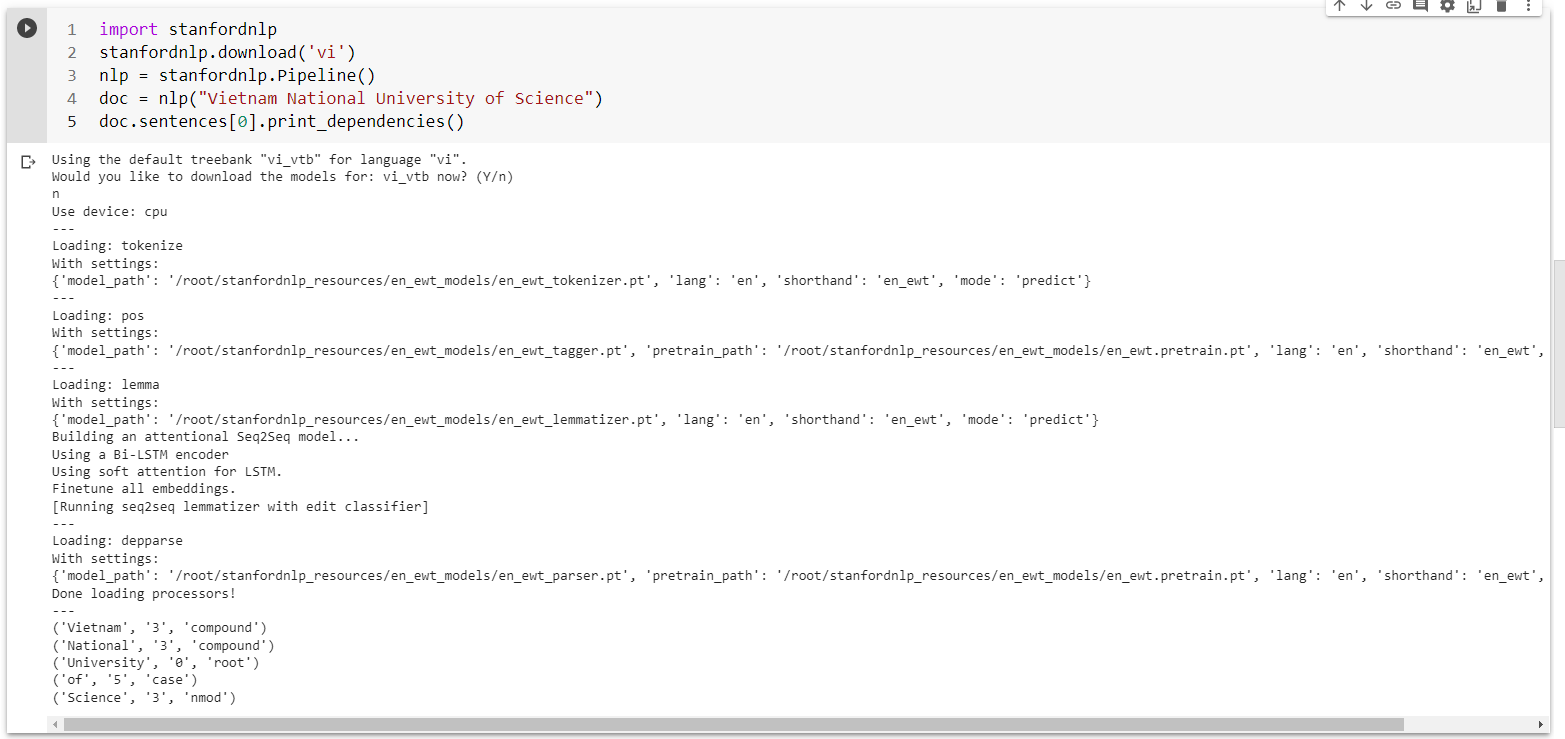 1 import stanfordnlp
2 stanfordnlp.download('vi')
3 nlp = stanfordnlp.Pipeline()
4 doc = nlp("Vietnam National University of Science")
5 doc.sentences[0].print_dependencies()
Using the default treebank "vi_vtb" for language "vi".
Would you like to download the models for: vi_vtb now? (Y/n)
n
Use device: cpu
---
Loading: tokenize
With settings:
{'model_path': '/root/stanfordnlp_resources/en_ewt_models/en_ewt_tokenizer.pt', 'lang': 'en', 'shorthand': 'en_ewt', 'mode': 'predict'}
---
Loading: pos
With settings:
{'model_path': '/root/stanfordnlp_resources/en_ewt_models/en_ewt_tagger.pt', 'pretrain_path': '/root/stanfordnlp_resources/en_ewt_models/en_ewt.pretrain.pt', 'lang': 'en', 'shorthand': 'en_ewt',
---
Loading: lemma
With settings:
{'model_path': '/root/stanfordnlp_resources/en_ewt_models/en_ewt_lemmatizer.pt', 'lang': 'en', 'shorthand': 'en_ewt', 'mode': 'predict'}
Building an attentional Seq2Seq model...
Using a Bi-LSTM encoder
Using soft attention for LSTM.
Finetune all embeddings.
[Running seq2seq lemmatizer with edit classifier]
---
Loading: depparse
With settings:
{'model_path': '/root/stanfordnlp_resources/en_ewt_models/en_ewt_parser.pt', 'pretrain_path': '/root/stanfordnlp_resources/en_ewt_models/en_ewt.pretrain.pt', 'lang': 'en', 'shorthand': 'en_ewt',
Done loading processors!
---
('Vietnam', '3', 'compound')
('National', '3', 'compound')
('University', '0', 'root')
('of', '5', 'case')
('Science', '3', 'nmod')